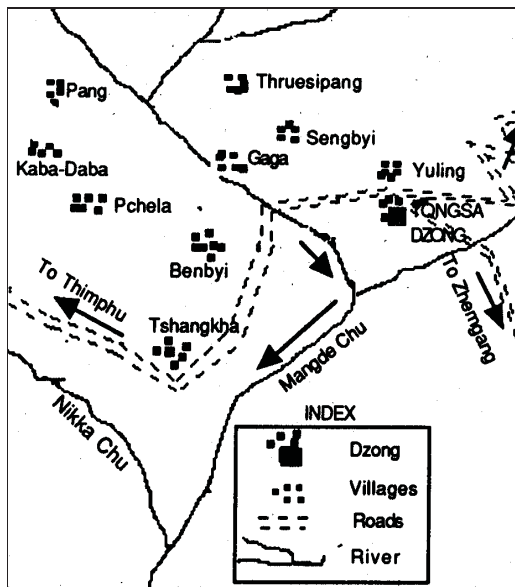 Thruesipang
Pang
Sengbyi
Kaba-Daba
Gaga
Yuling
Pchela
TONGSA
DZONG
Benbyi
To Thimphu
To Zhemgang
Tshangkha
Mangde Chu
Nikka Chu
INDEX
Dzong
Villages
Roads
River